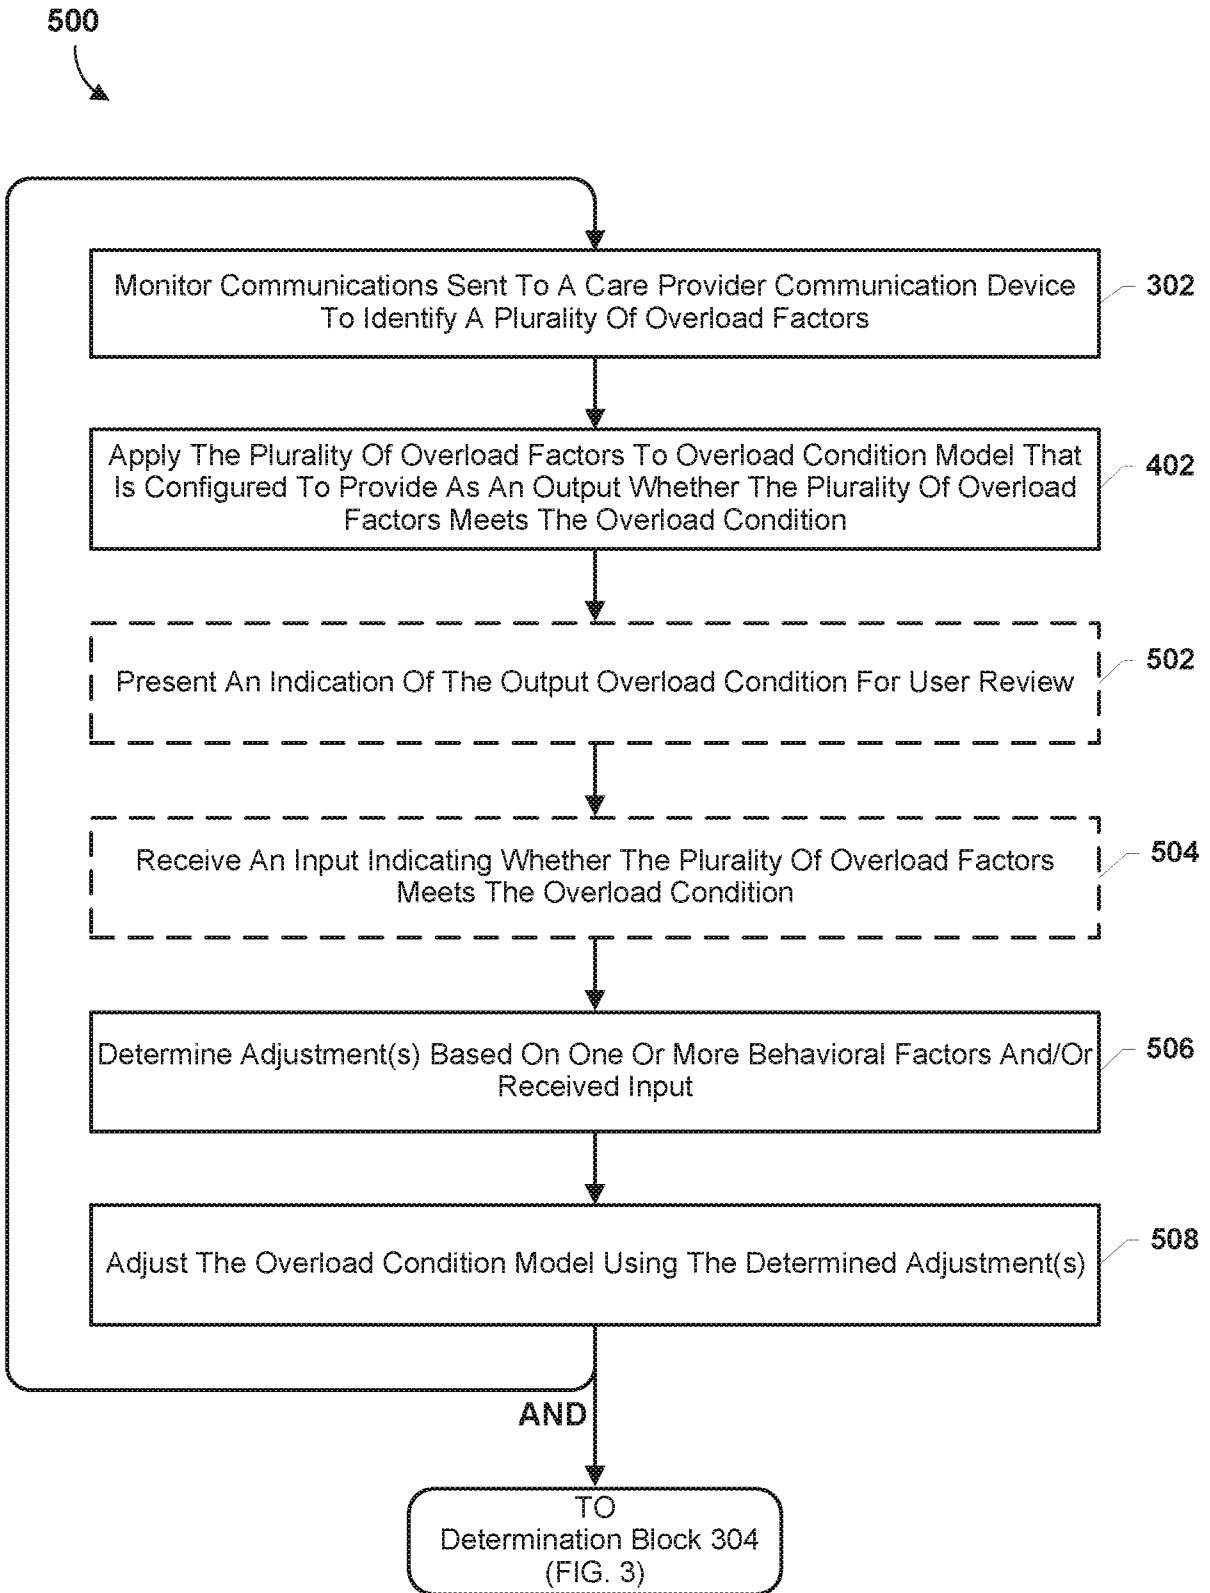 500
Monitor Communications Sent To A Care Provider Communication Device
To Identify A Plurality Of Overload Factors
302
Apply The Plurality Of Overload Factors To Overload Condition Model That
Is Configured To Provide As An Output Whether The Plurality Of Overload
Factors Meets The Overload Condition
402
Present An Indication Of The Output Overload Condition For User Review
502
Receive An Input Indicating Whether The Plurality Of Overload Factors
Meets The Overload Condition
504
Determine Adjustment(s) Based On One Or More Behavioral Factors And/Or
Received Input
506
Adjust The Overload Condition Model Using The Determined Adjustment(s)
508
AND
TO
Determination Block 304
(FIG. 3)